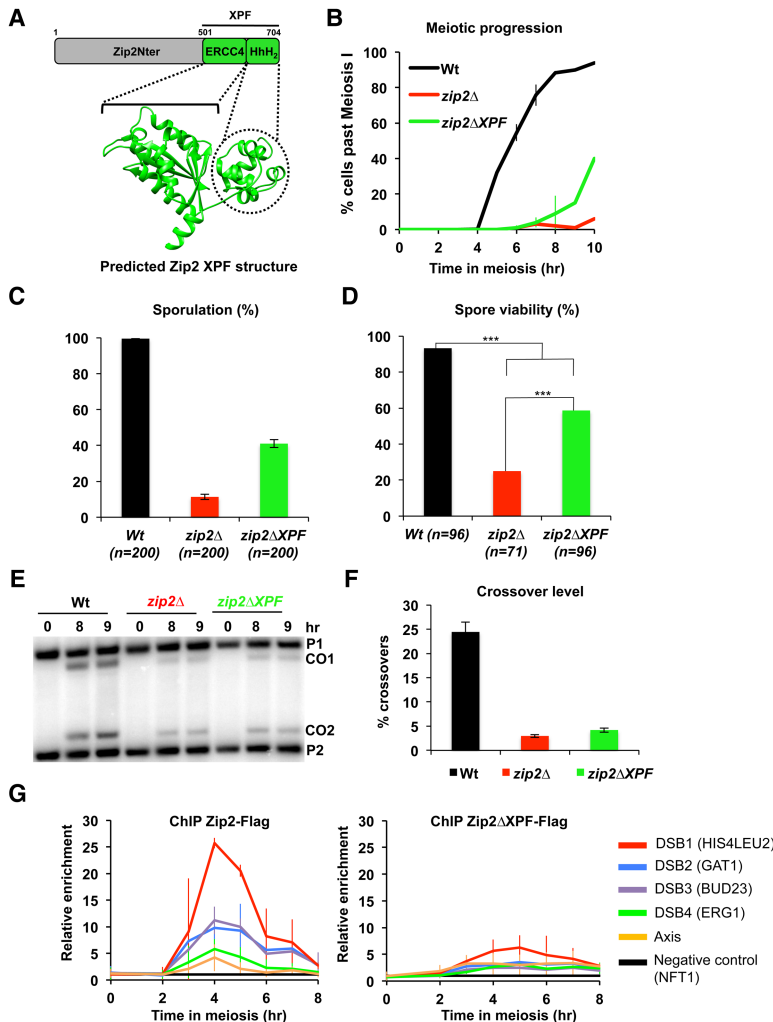 A
XPF
1
501
704
Zip2Nter
ERCC4
HhH2
Predicted Zip2 XPF structure
B
Meiotic progression
% cells past Meiosis I
100
80
60
40
20
0
Wt
zip2Δ
zip2ΔXPF
0 2 4 6 8 10
Time in meiosis (hr)
C
Sporulation (%)
100
80
60
40
20
0
Wt zip2Δ zip2ΔXPF
(n=200) (n=200) (n=200)
D
Spore viability (%)
100
80
60
40
20
0
***
***
Wt (n=96) zip2Δ zip2ΔXPF
(n=71) (n=96)
E
Wt zip2Δ zip2ΔXPF
0 8 9 0 8 9 0 8 9 hr
P1
CO1
CO2
P2
F
Crossover level
% crossovers
25
20
15
10
5
0
Wt zip2Δ zip2ΔXPF
G
ChIP Zip2-Flag
Relative enrichment
30
25
20
15
10
5
0
0 2 4 6 8
Time in meiosis (hr)
ChIP Zip2ΔXPF-Flag
Relative enrichment
30
25
20
15
10
5
0
0 2 4 6 8
Time in meiosis (hr)
DSB1 (HIS4LEU2)
DSB2 (GAT1)
DSB3 (BUD23)
DSB4 (ERG1)
Axis
Negative control
(NFT1)